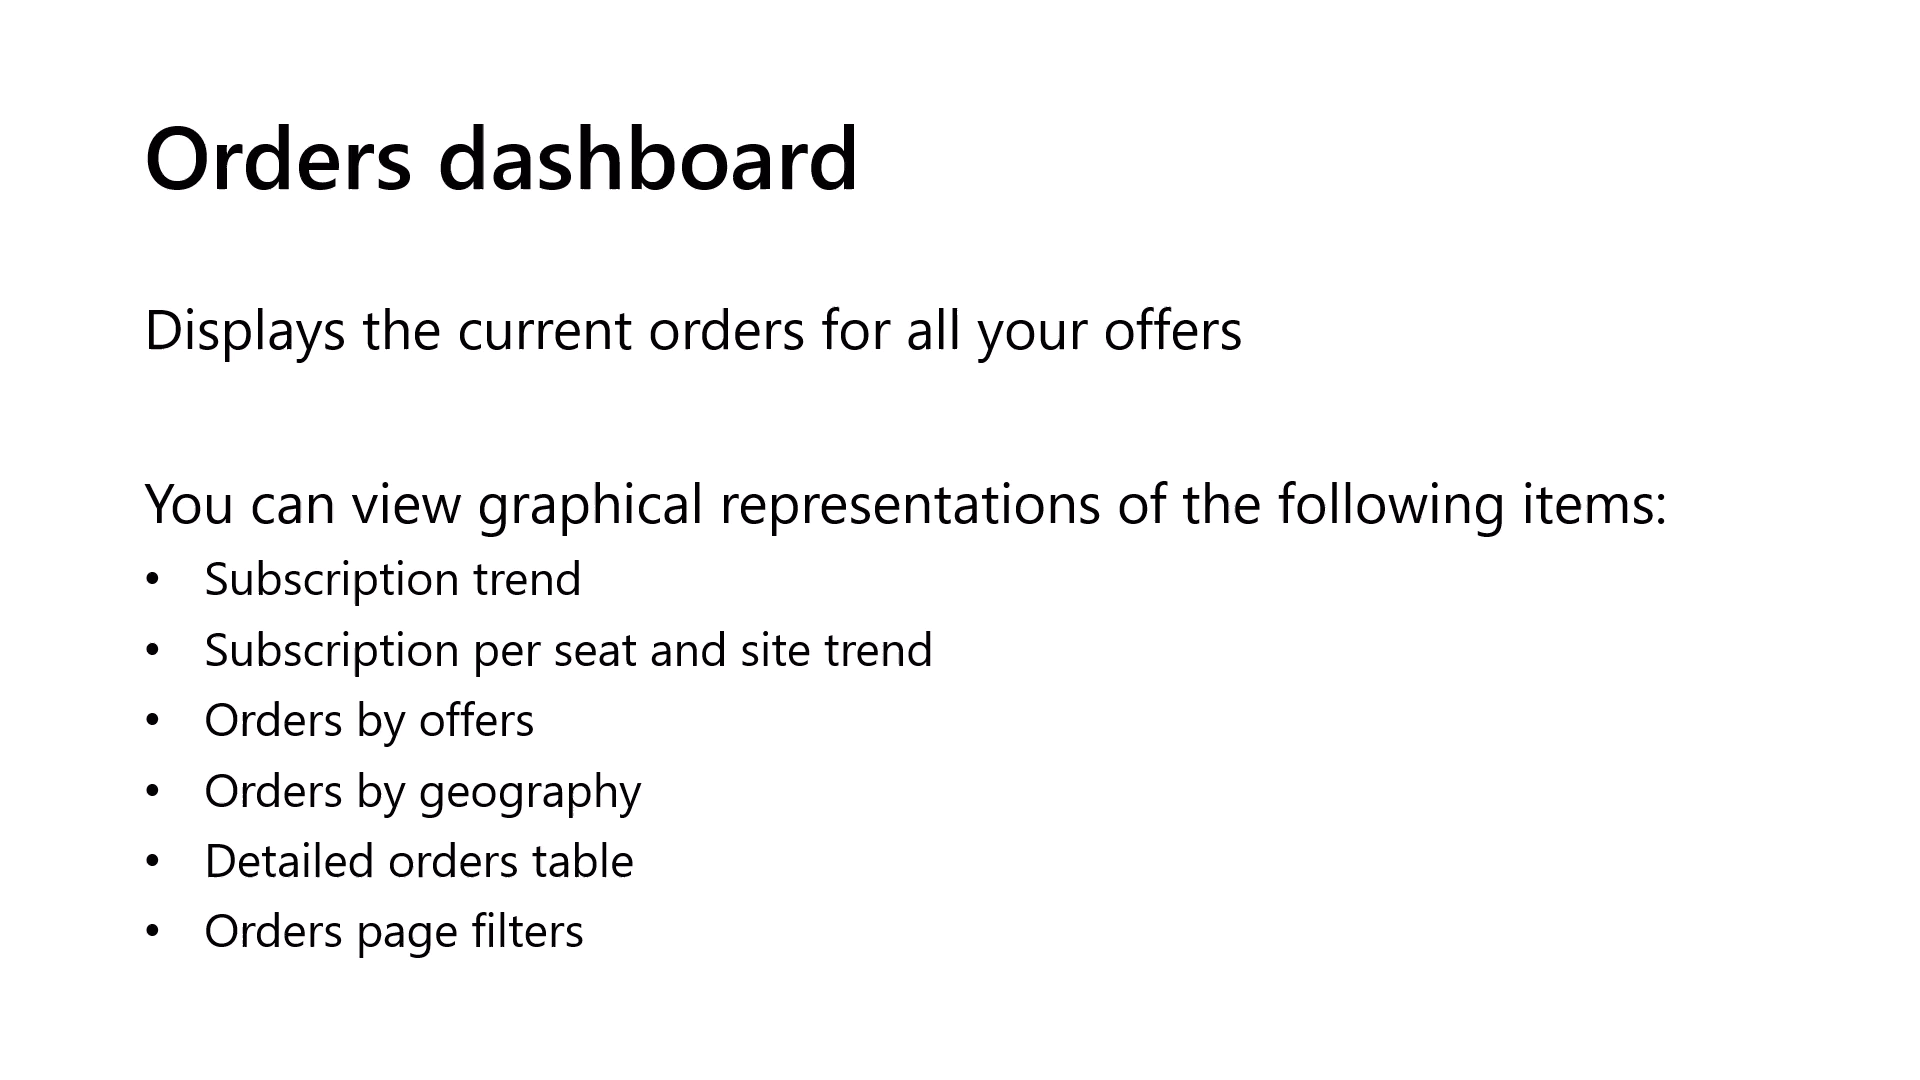 Orders dashboard
Displays the current orders for all your offers
You can view graphical representations of the following items:
• Subscription trend
• Subscription per seat and site trend
• Orders by offers
• Orders by geography
• Detailed orders table
• Orders page filters